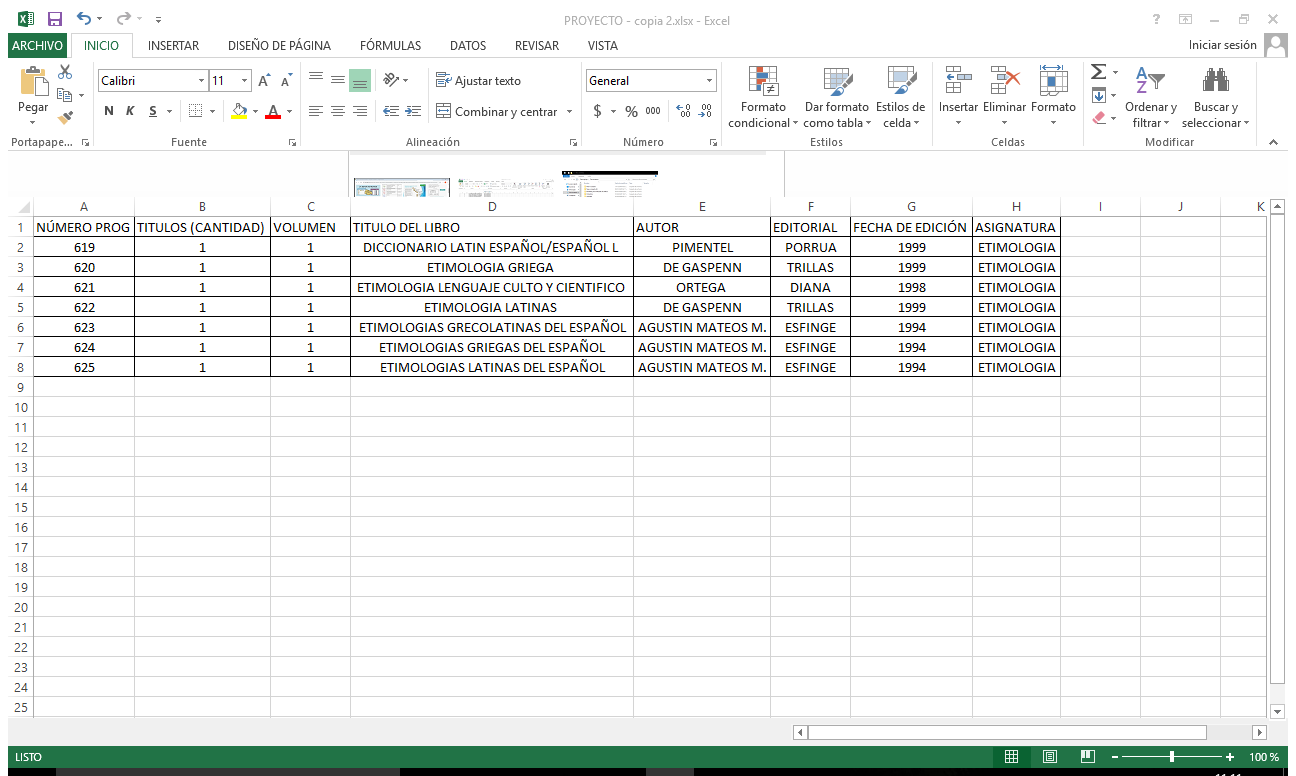 PROYECTO - copia 2.xlsx - Excel
ARCHIVO INICIO INSERTAR DISEÑO DE PÁGINA FÓRMULAS DATOS REVISAR VISTA Iniciar sesión
Calibri 11 Ajustar texto General
Pegar Formato condicional Dar formato como tabla Estilos de celda Insertar Eliminar Formato Ordenar y filtrar Buscar y seleccionar
N K S Combinar y centrar $ % 000
Portapape... Fuente Alineación Número Estilos Celdas Modificar
A B C D E F G H I J K
1 NÚMERO PROG TITULOS (CANTIDAD) VOLUMEN TITULO DEL LIBRO AUTOR EDITORIAL FECHA DE EDICIÓN ASIGNATURA
2 619 1 1 DICCIONARIO LATIN ESPAÑOL/ESPAÑOL L PIMENTEL PORRUA 1999 ETIMOLOGIA
3 620 1 1 ETIMOLOGIA GRIEGA DE GASPENN TRILLAS 1999 ETIMOLOGIA
4 621 1 1 ETIMOLOGIA LENGUAJE CULTO Y CIENTIFICO ORTEGA DIANA 1998 ETIMOLOGIA
5 622 1 1 ETIMOLOGIA LATINAS DE GASPENN TRILLAS 1999 ETIMOLOGIA
6 623 1 1 ETIMOLOGIAS GRECOLATINAS DEL ESPAÑOL AGUSTIN MATEOS M. ESFINGE 1994 ETIMOLOGIA
7 624 1 1 ETIMOLOGIAS GRIEGAS DEL ESPAÑOL AGUSTIN MATEOS M. ESFINGE 1994 ETIMOLOGIA
8 625 1 1 ETIMOLOGIAS LATINAS DEL ESPAÑOL AGUSTIN MATEOS M. ESFINGE 1994 ETIMOLOGIA
9
10
11
12
13
14
15
16
17
18
19
20
21
22
23
24
25
LISTO 100 %